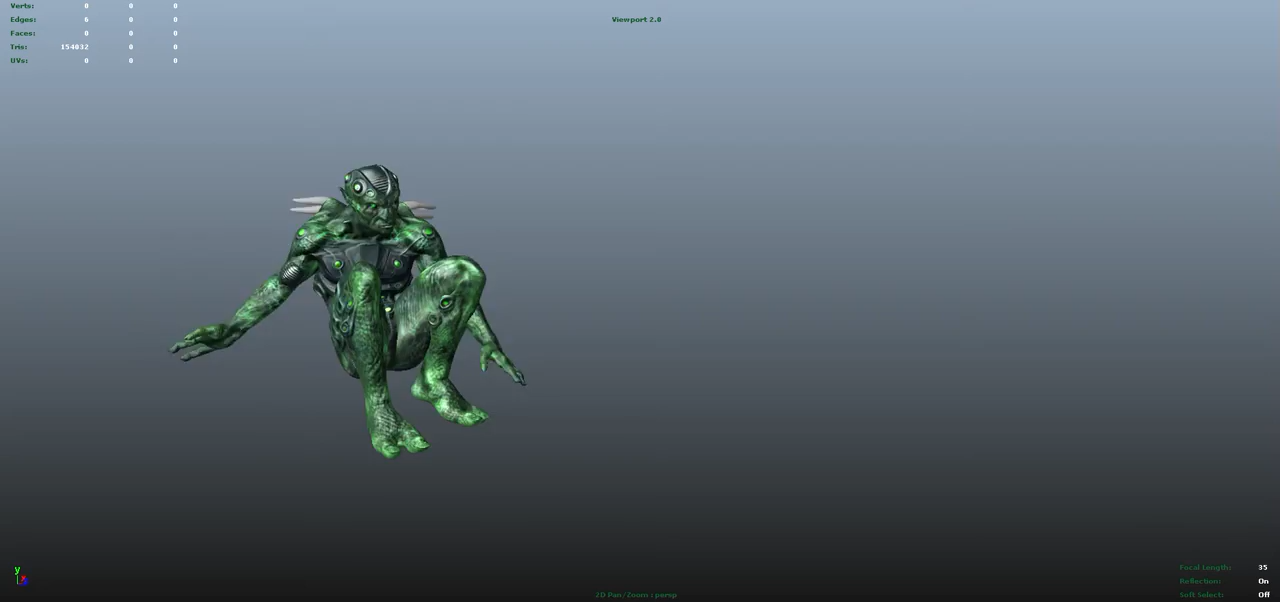 Verts: 0 0 0
Edges: 6 0 0
Faces: 0 0 0
Tris: 154032 0 0
UVs: 0 0 0
Viewport 2.0
y
Focal Length: 35
Reflection: On
Soft Select: Off
2D Pan/Zoom : persp